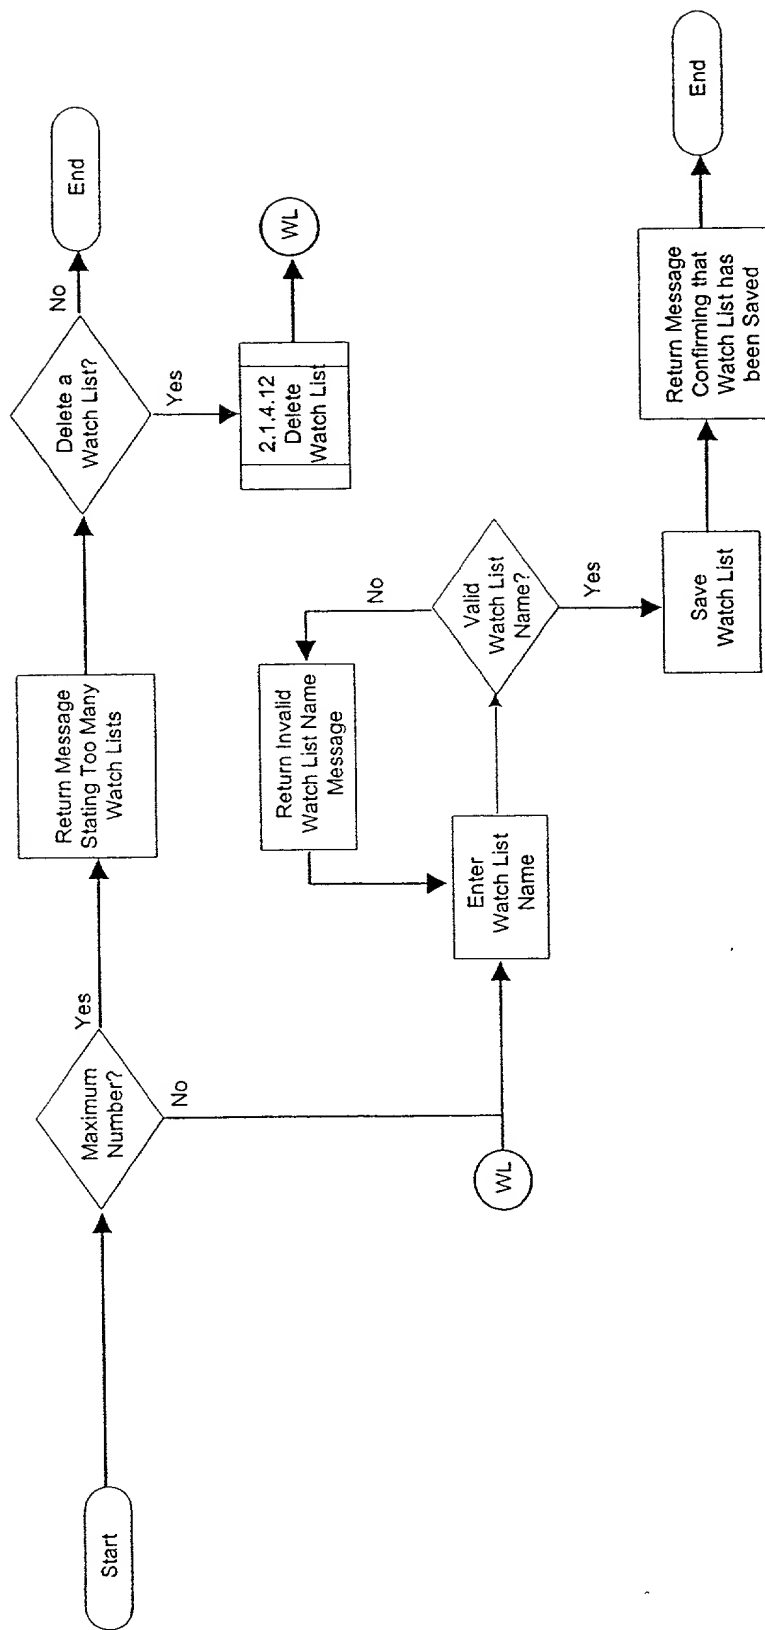 Start
Maximum
Number?
Yes
No
Return Message
Stating Too Many
Watch Lists
Delete a
Watch List?
No
End
Yes
2.1.4.12
Delete
Watch List
WL
WL
Enter
Watch List
Name
Valid
Watch List
Name?
No
Return Invalid
Watch List Name
Message
Yes
Save
Watch List
Return Message
Confirming that
Watch List has
been Saved
End